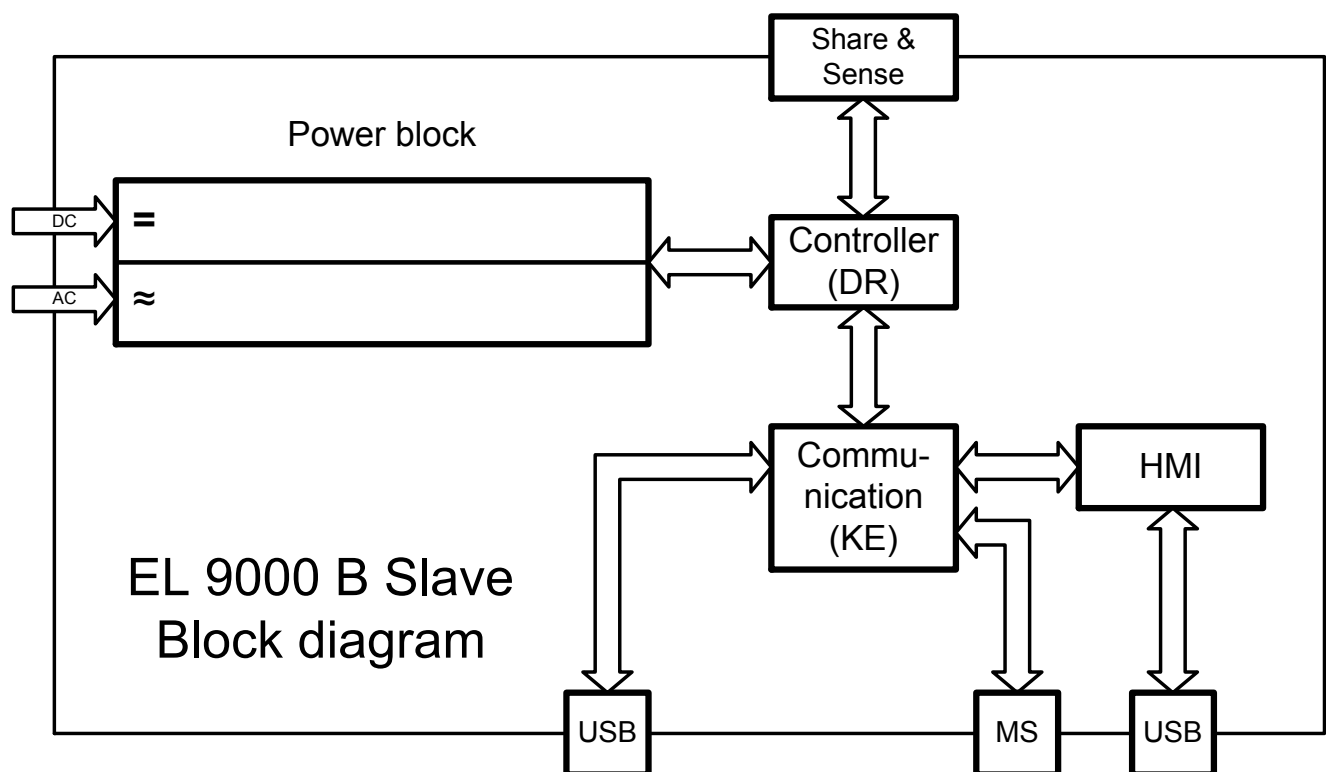 Share &
Sense
Power block
DC
=
Controller
(DR)
AC
≈
Commu-
nication
(KE)
HMI
EL 9000 B Slave
Block diagram
USB
MS
USB